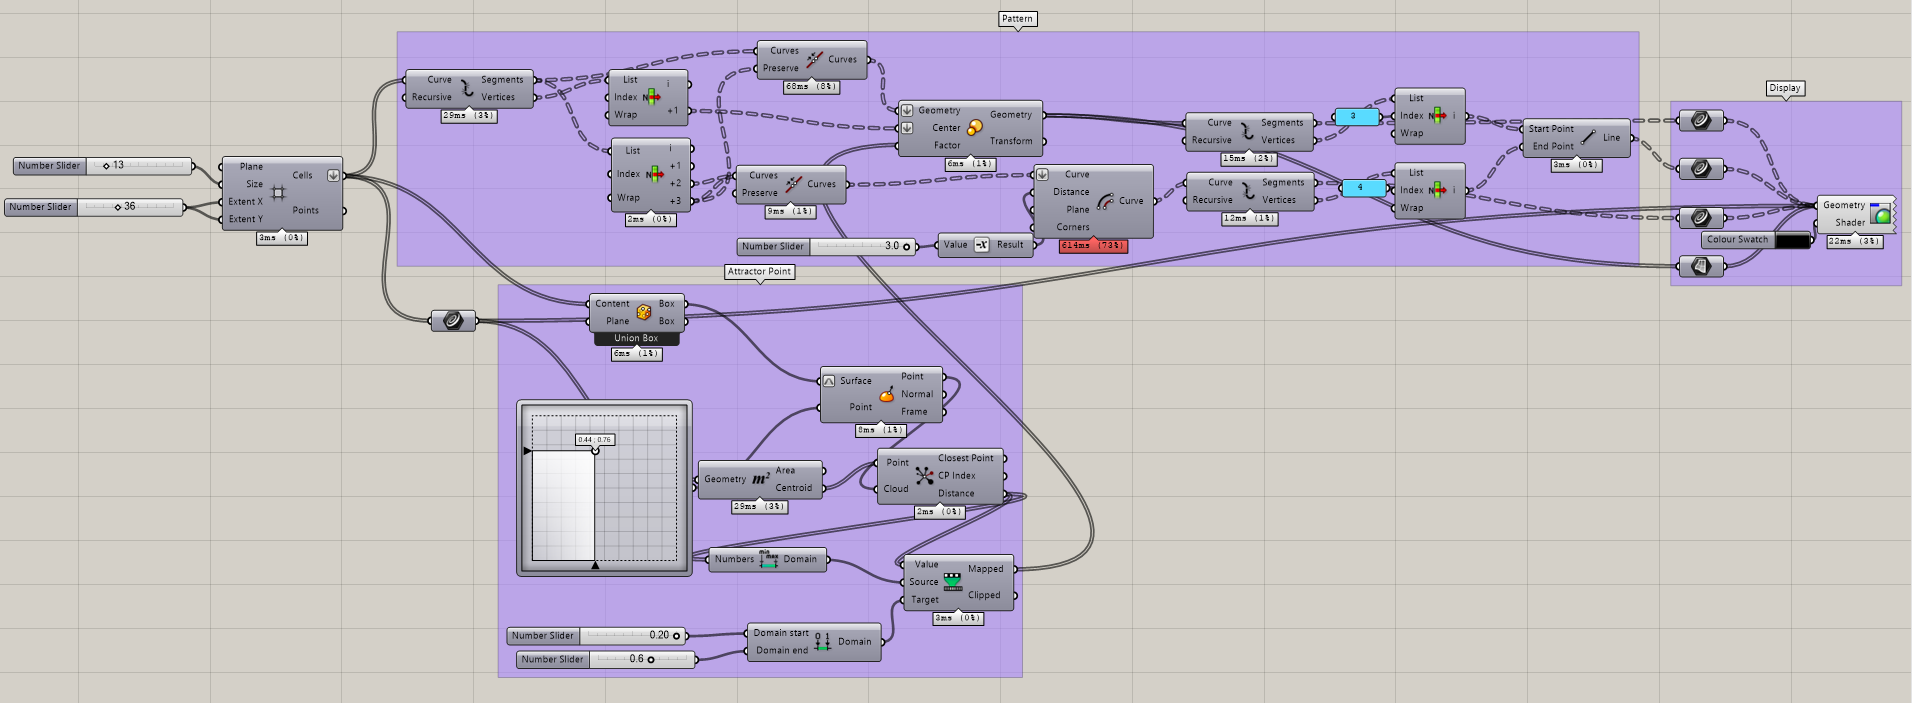 Pattern
Curves
Preserve
Curves
68ms (8%)
Curve
Recursive
Segments
Vertices
29ms (3%)
List
Index
Wrap
i
+1
List
Index
Wrap
i
+1
+2
+3
2ms (0%)
Geometry
Center
Factor
Geometry
Transform
6ms (1%)
Curves
Preserve
Curves
9ms (1%)
Curve
Distance
Plane
Corners
Curve
614ms (73%)
Number Slider 3.0
Value -x Result
Curve
Recursive
Segments
Vertices
15ms (2%)
Curve
Recursive
Segments
Vertices
12ms (1%)
3
4
List
Index
Wrap
i
List
Index
Wrap
i
Start Point
End Point
Line
3ms (0%)
Display
Geometry
Shader
22ms (3%)
Colour Swatch
Number Slider 13
Number Slider 36
Plane
Size
Extent X
Extent Y
Cells
Points
3ms (0%)
Attractor Point
Content
Plane
Box
Box
Union Box
6ms (1%)
Surface
Point
Point
Normal
Frame
8ms (1%)
0.44 ; 0.76
Geometry
m²
Area
Centroid
29ms (3%)
Point
Cloud
Closest Point
CP Index
Distance
2ms (0%)
Numbers
min
max
Domain
Value
Source
Target
Mapped
Clipped
3ms (0%)
Number Slider 0.20
Number Slider 0.6
Domain start
Domain end
0 1
Domain